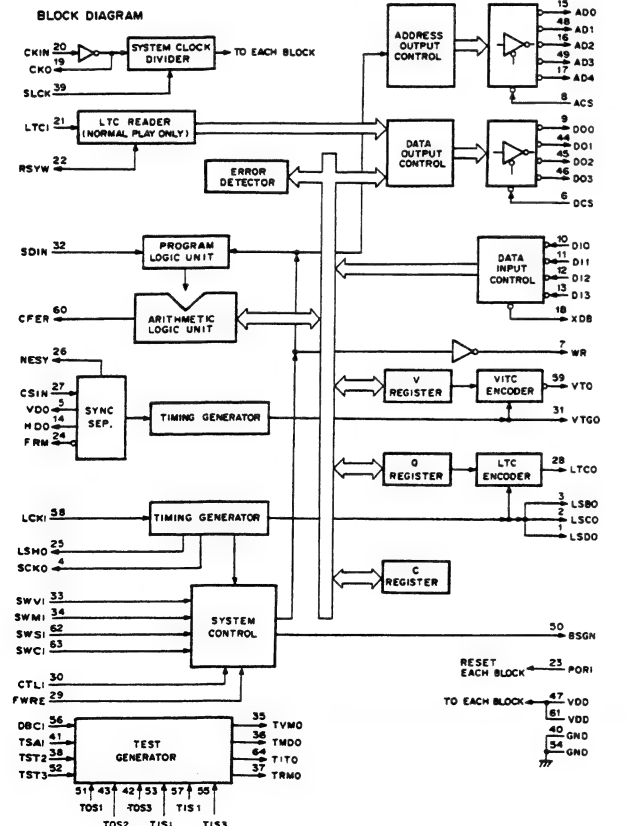 BLOCK DIAGRAM
CKIN 20
CKO 19
SLCK 39
SYSTEM CLOCK
DIVIDER
TO EACH BLOCK
LTCI 21
RSYW 22
LTC READER
(NORMAL PLAY ONLY)
ERROR
DETECTOR
ADDRESS
OUTPUT
CONTROL
15 AD0
48 AD1
16 AD2
49 AD3
17 AD4
8 ACS
DATA
OUTPUT
CONTROL
9 DO0
44 DO1
45 DO2
46 DO3
6 DCS
SDIN 32
PROGRAM
LOGIC UNIT
CFER 60
ARITHMETIC
LOGIC UNIT
DATA
INPUT
CONTROL
10 DI0
11 DI1
12 DI2
13 DI3
18 XDB
7 WR
NESY 26
CSIN 27
VDO 5
HDO 14
FRM 24
SYNC
SEP.
TIMING GENERATOR
V
REGISTER
VITC
ENCODER
59 VTO
31 VTGO
Q
REGISTER
LTC
ENCODER
28 LTCO
3 LSBO
2 LSCO
1 LSDO
LCKI 58
TIMING GENERATOR
LSHO 25
SCKO 4
C
REGISTER
SWVI 33
SWMI 34
SWSI 62
SWCI 63
SYSTEM
CONTROL
CTLI 30
FWRE 29
50 BSGN
RESET
EACH BLOCK
23 PORI
TO EACH BLOCK
47 VDD
61 VDD
40 GND
54 GND
DBCI 56
TSAI 41
TST2 38
TST3 52
TEST
GENERATOR
35 TVMO
36 TMDO
64 TITO
37 TRMO
51 43 42 53 57 55
TOS1 TOS3 TIS1
TOS2 TIS1 TIS3